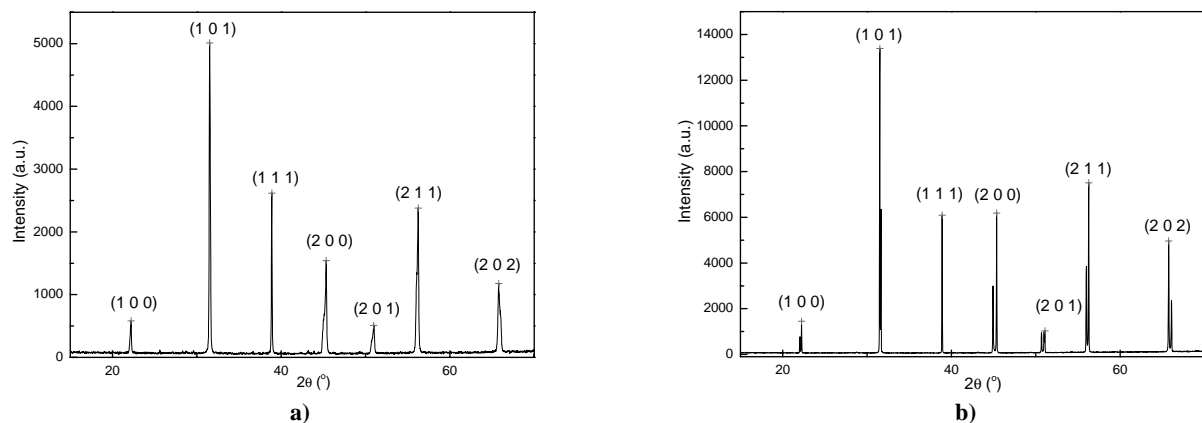 5000
4000
3000
2000
1000
0
Intensity (a.u.)
(1 0 0)
(1 0 1)
(1 1 1)
(2 0 0)
(2 0 1)
(2 1 1)
(2 0 2)
20
40
60
2θ (°)
a)
14000
12000
10000
8000
6000
4000
2000
0
Intensity (a.u.)
(1 0 0)
(1 0 1)
(1 1 1)
(2 0 0)
(2 0 1)
(2 1 1)
(2 0 2)
20
40
60
2θ (°)
b)